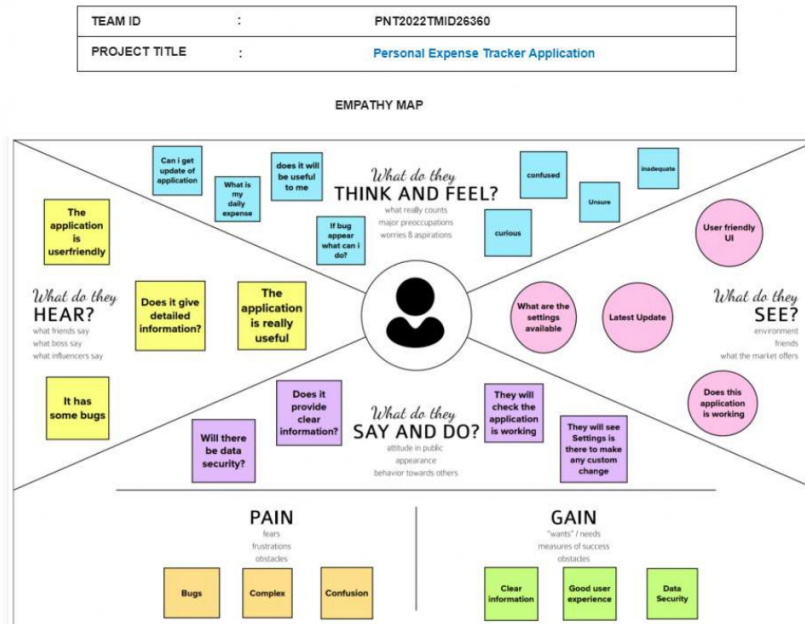 TEAM ID : PNT2022TMID26360
PROJECT TITLE : Personal Expense Tracker Application
EMPATHY MAP
What do they
THINK AND FEEL?
what really counts
major preoccupations
worries & aspirations
Can i get
update of
application
What is
my
daily
expense
does it will
be useful
to me
If bug
appear
what can i
do?
confused
curious
Unsure
inadequate
What do they
HEAR?
what friends say
what boss say
what influencers say
The
application
is
userfriendly
Does it give
detailed
information?
The
application
is really
useful
It has
some bugs
What do they
SEE?
environment
friends
what the market offers
User friendly
UI
What are the
settings
available
Latest Update
Does this
application
is working
What do they
SAY AND DO?
attitude in public
appearance
behavior towards others
Will there
be data
security?
Does it
provide
clear
information?
They will
check the
application
is working
They will see
Settings is
there to make
any custom
change
PAIN
fears
frustrations
obstacles
Bugs
Complex
Confusion
GAIN
"wants" / needs
measures of success
obstacles
Clear
information
Good user
experience
Data
Security